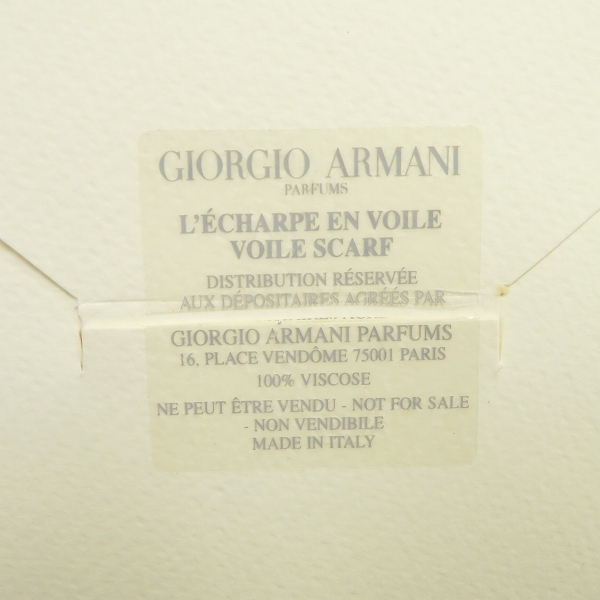 GIORGIO ARMANI
PARFUMS
L'ÉCHARPE EN VOILE
VOILE SCARF
DISTRIBUTION RÉSERVÉE
AUX DÉPOSITAIRES AGRÉÉS PAR
GIORGIO ARMANI PARFUMS
16, PLACE VENDÔME 75001 PARIS
100% VISCOSE
NE PEUT ÊTRE VENDU - NOT FOR SALE
- NON VENDIBILE
MADE IN ITALY